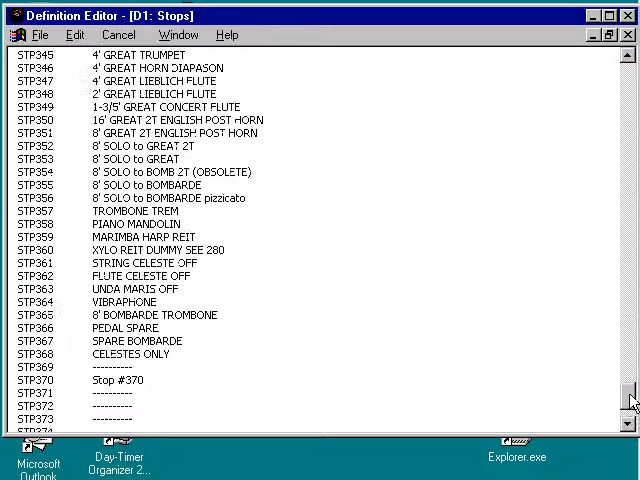 Definition Editor - [D1: Stops]
File Edit Cancel Window Help
STP345 4' GREAT TRUMPET
STP346 4' GREAT HORN DIAPASON
STP347 4' GREAT LIEBLICH FLUTE
STP348 2' GREAT LIEBLICH FLUTE
STP349 1-3/5' GREAT CONCERT FLUTE
STP350 16' GREAT 2T ENGLISH POST HORN
STP351 8' GREAT 2T ENGLISH POST HORN
STP352 8' SOLO to GREAT 2T
STP353 8' SOLO to GREAT
STP354 8' SOLO to BOMB 2T (OBSOLETE)
STP355 8' SOLO to BOMBARDE
STP356 8' SOLO to BOMBARDE pizzicato
STP357 TROMBONE TREM
STP358 PIANO MANDOLIN
STP359 MARIMBA HARP REIT
STP360 XYLO REIT DUMMY SEE 280
STP361 STRING CELESTE OFF
STP362 FLUTE CELESTE OFF
STP363 UNDA MARIS OFF
STP364 VIBRAPHONE
STP365 8' BOMBARDE TROMBONE
STP366 PEDAL SPARE
STP367 SPARE BOMBARDE
STP368 CELESTES ONLY
STP369 ----------
STP370 Stop #370
STP371 ----------
STP372 ----------
STP373 ----------
STP374
Microsoft
Outlook
Day-Timer
Organizer 2...
Explorer.exe